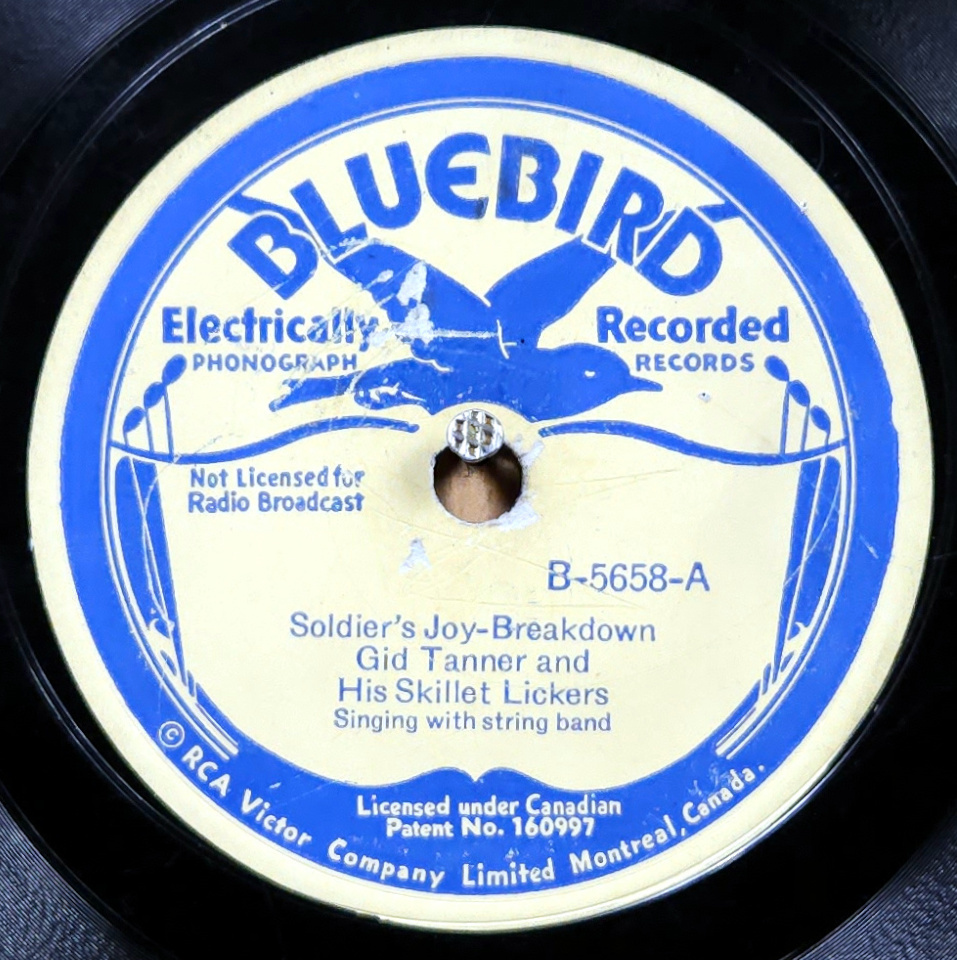 BLUEBIRD
Electrically Recorded
PHONOGRAPH RECORDS
Not Licensed for
Radio Broadcast
B-5658-A
Soldier's Joy-Breakdown
Gid Tanner and
His Skillet Lickers
Singing with string band
Licensed under Canadian
Patent No. 160997
© RCA Victor Company Limited Montreal, Canada.